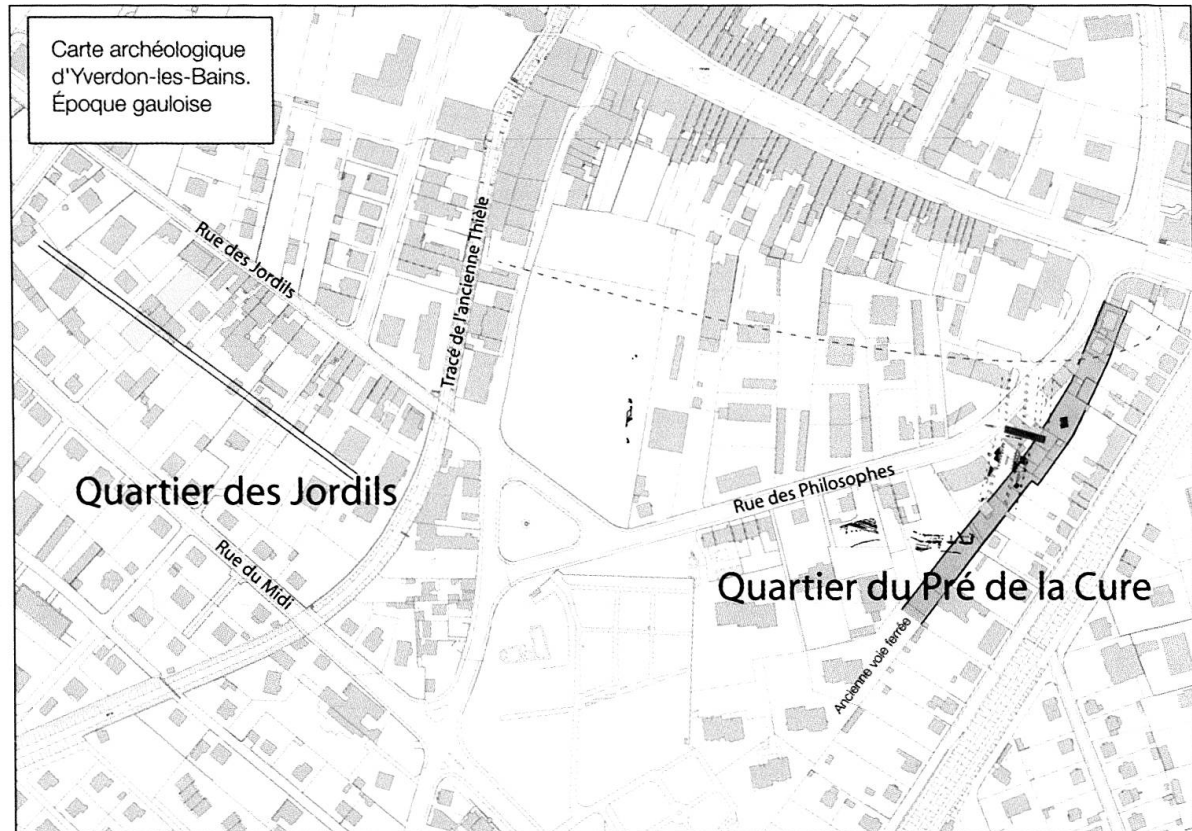 Carte archéologique
d'Yverdon-les-Bains.
Époque gauloise
Rue des Jordils
Tracé de l'ancienne Thièle
Quartier des Jordils
Rue du Midi
Rue des Philosophes
Quartier du Pré de la Cure
Ancienne voie ferrée